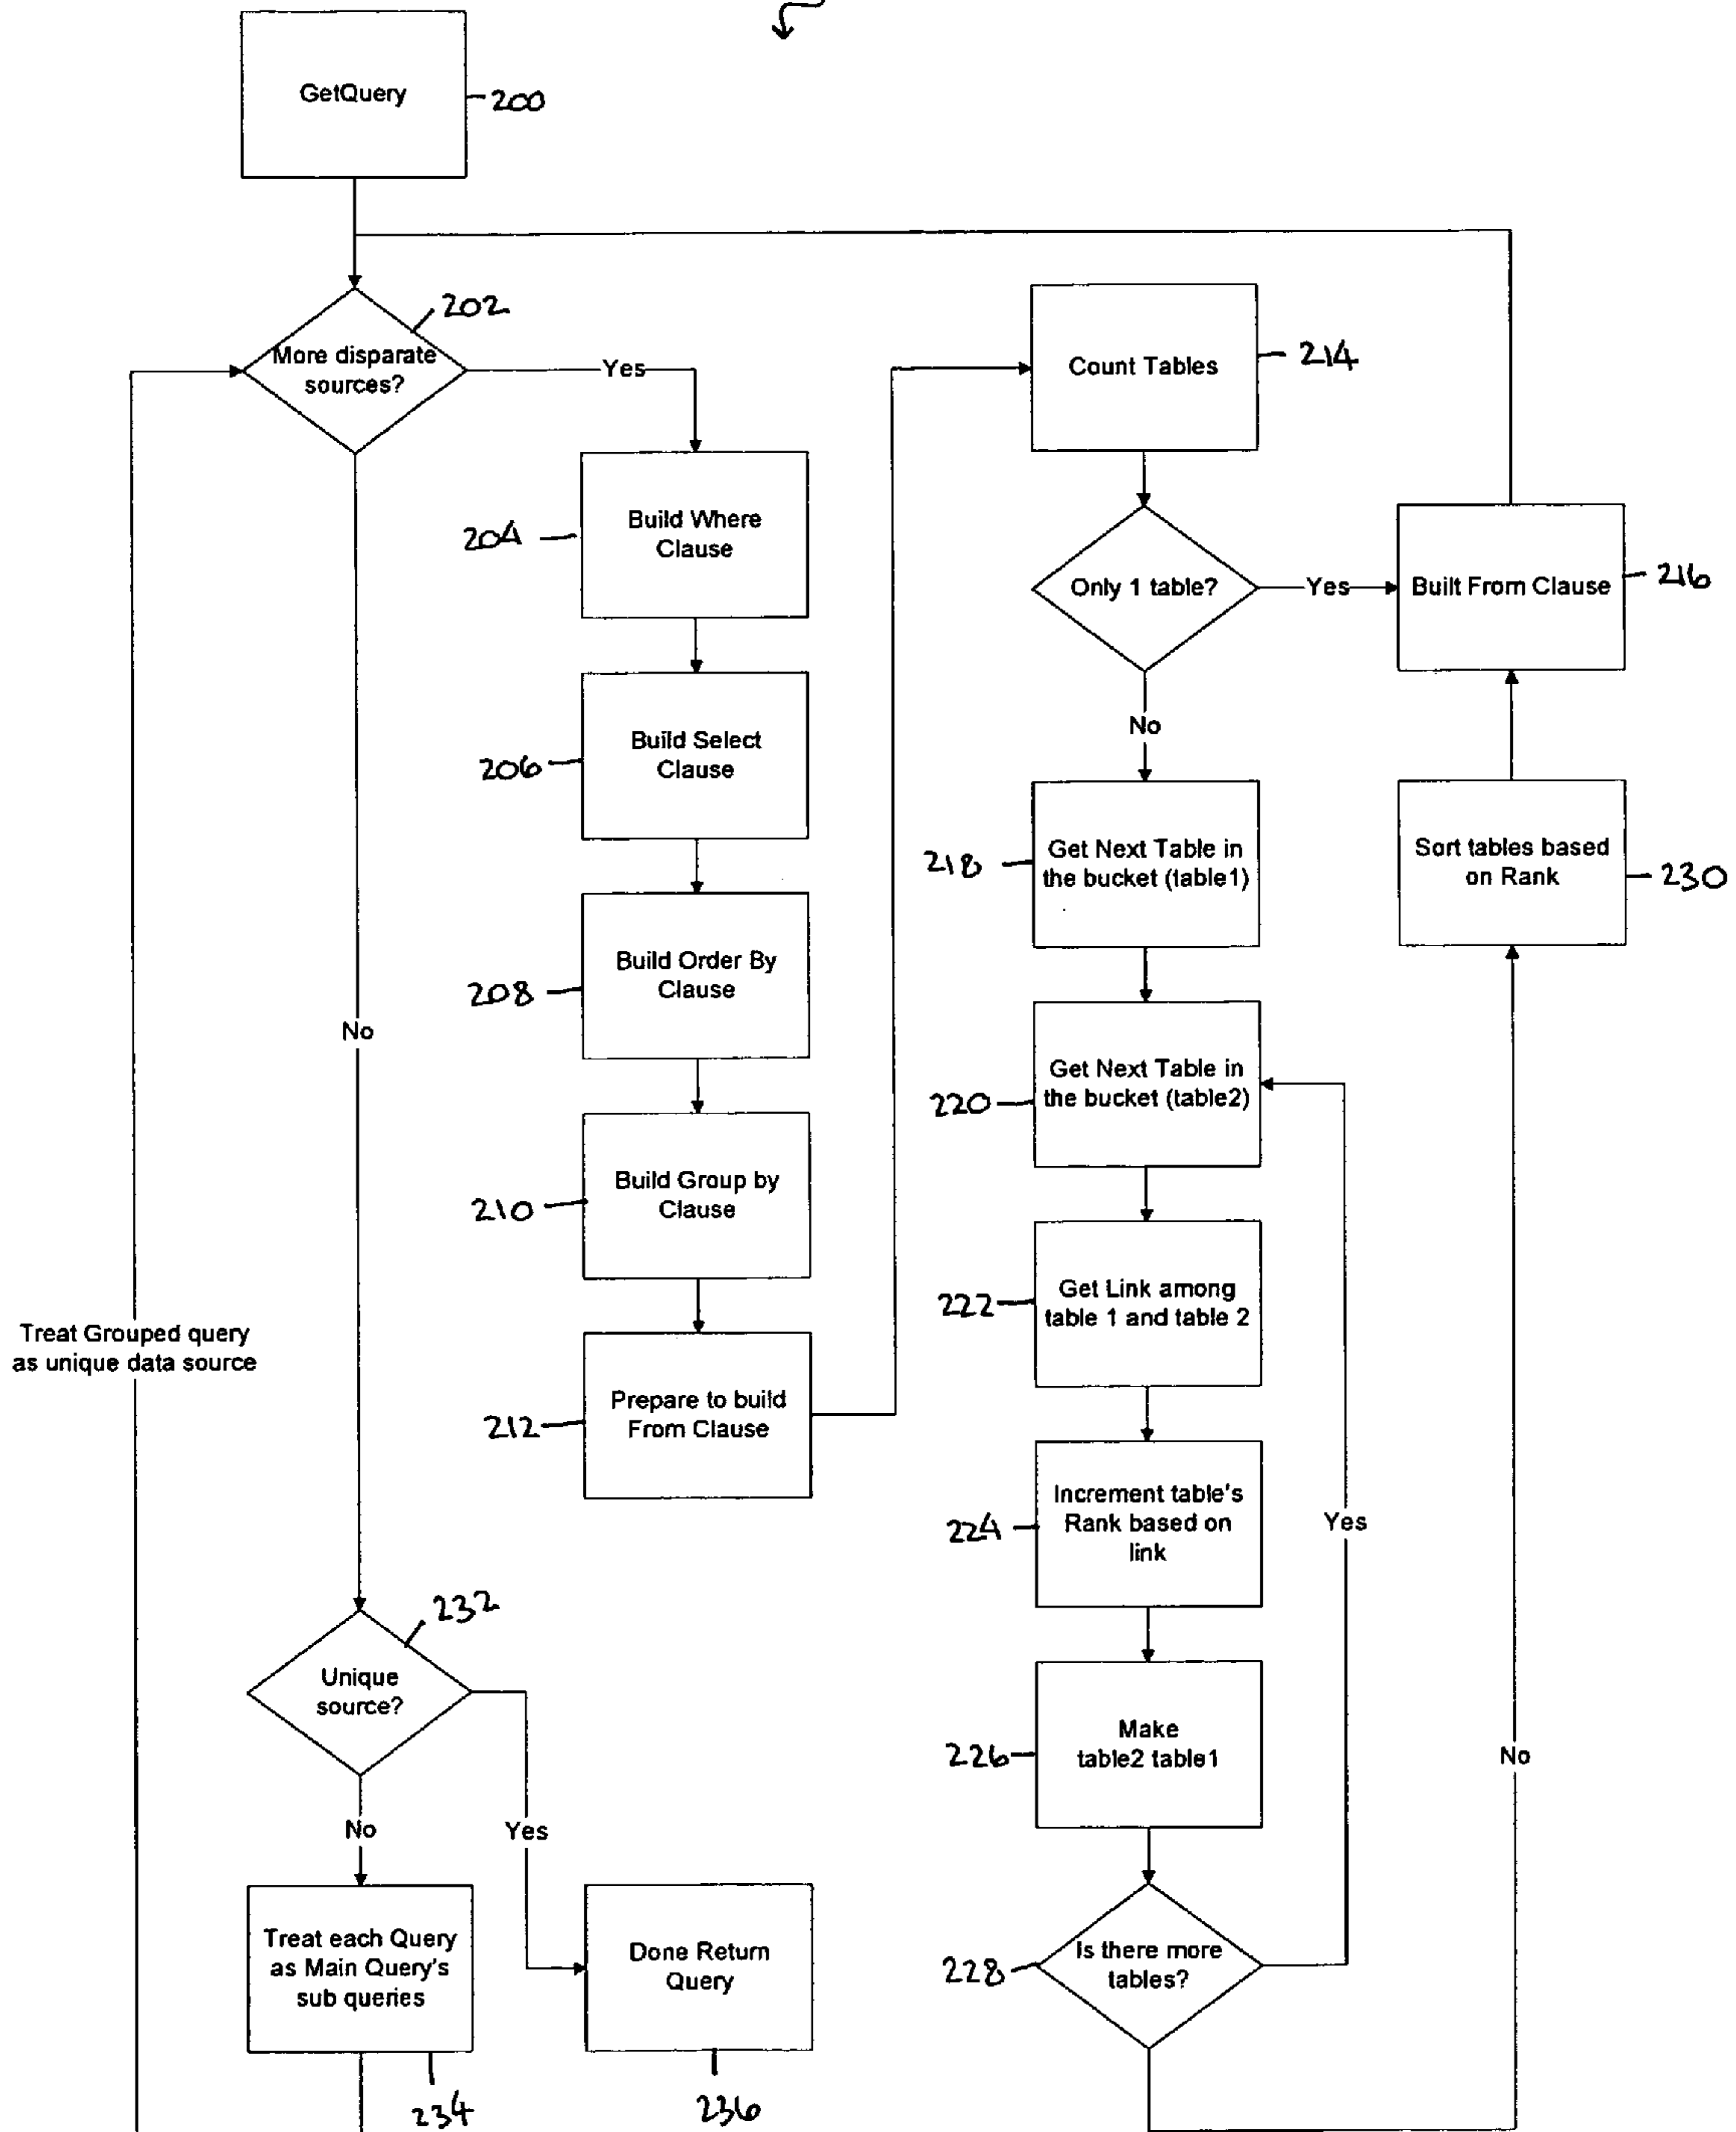 GetQuery
200
More disparate
sources?
202
Yes
Build Where
Clause
204
Build Select
Clause
206
Build Order By
Clause
208
Build Group by
Clause
210
Prepare to build
From Clause
212
Count Tables
214
Only 1 table?
Yes
Built From Clause
216
No
Get Next Table in
the bucket (table1)
218
Get Next Table in
the bucket (table2)
220
Get Link among
table 1 and table 2
222
Increment table's
Rank based on
link
224
Make
table2 table1
226
Is there more
tables?
228
Yes
No
Sort tables based
on Rank
230
No
Unique
source?
232
No
Yes
Treat each Query
as Main Query's
sub queries
234
Done Return
Query
236
Treat Grouped query
as unique data source